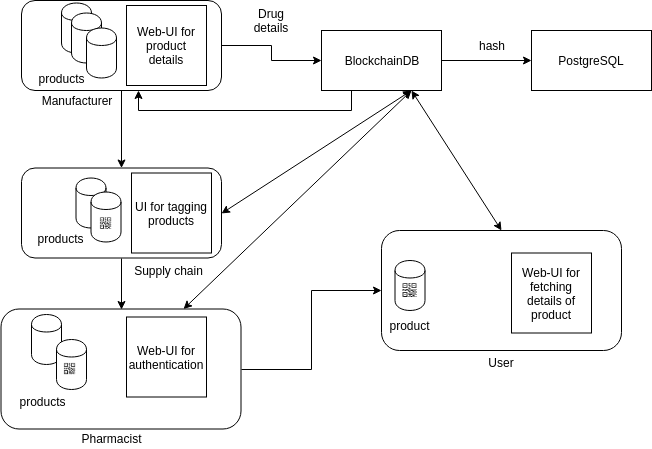 Drug
details
Web-UI for
product
details
products
Manufacturer
BlockchainDB
hash
PostgreSQL
UI for tagging
products
products
Supply chain
Web-UI for
authentication
products
Pharmacist
Web-UI for
fetching
details of
product
product
User